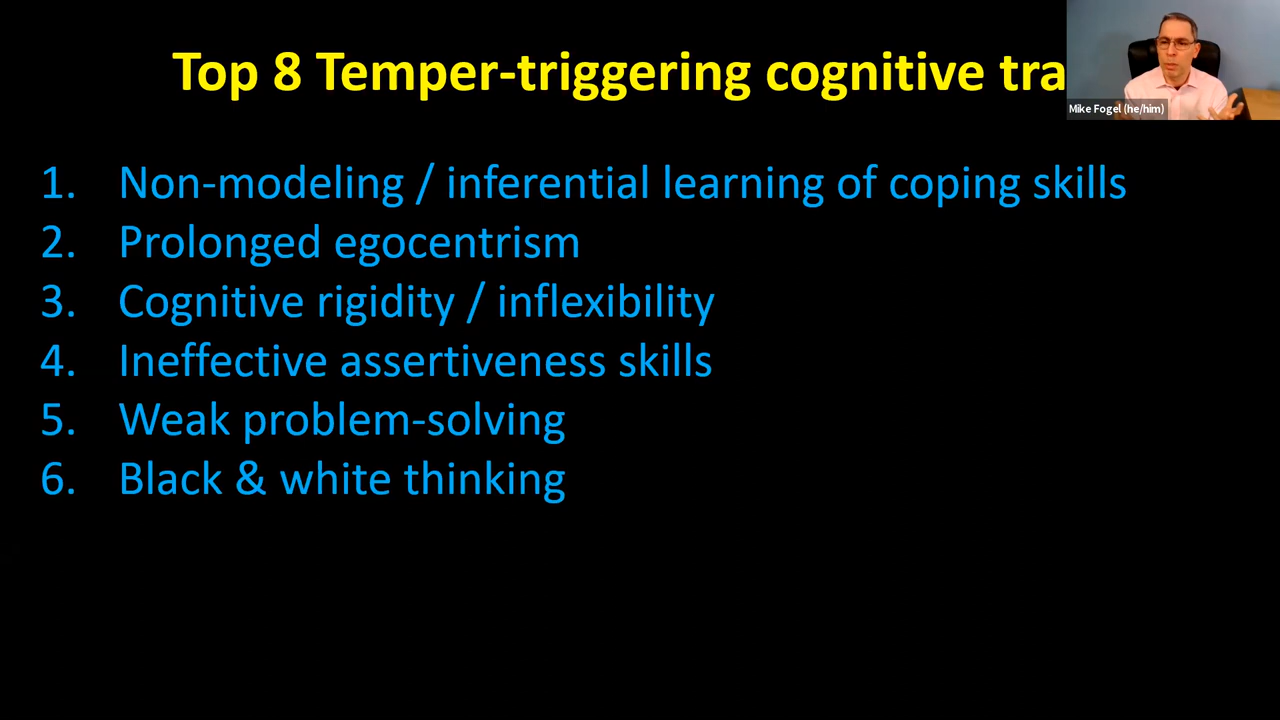 Top 8 Temper-triggering cognitive tra
Mike Fogel (he/him)
1. Non-modeling / inferential learning of coping skills
2. Prolonged egocentrism
3. Cognitive rigidity / inflexibility
4. Ineffective assertiveness skills
5. Weak problem-solving
6. Black & white thinking